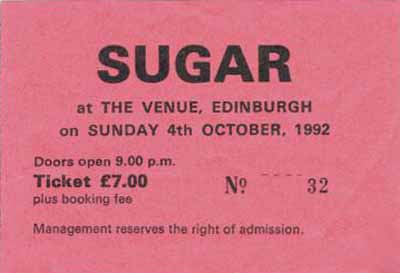 SUGAR
at THE VENUE, EDINBURGH
on SUNDAY 4th OCTOBER, 1992
Doors open 9.00 p.m.
Ticket £7.00 Nº ---- 32
plus booking fee
Management reserves the right of admission.